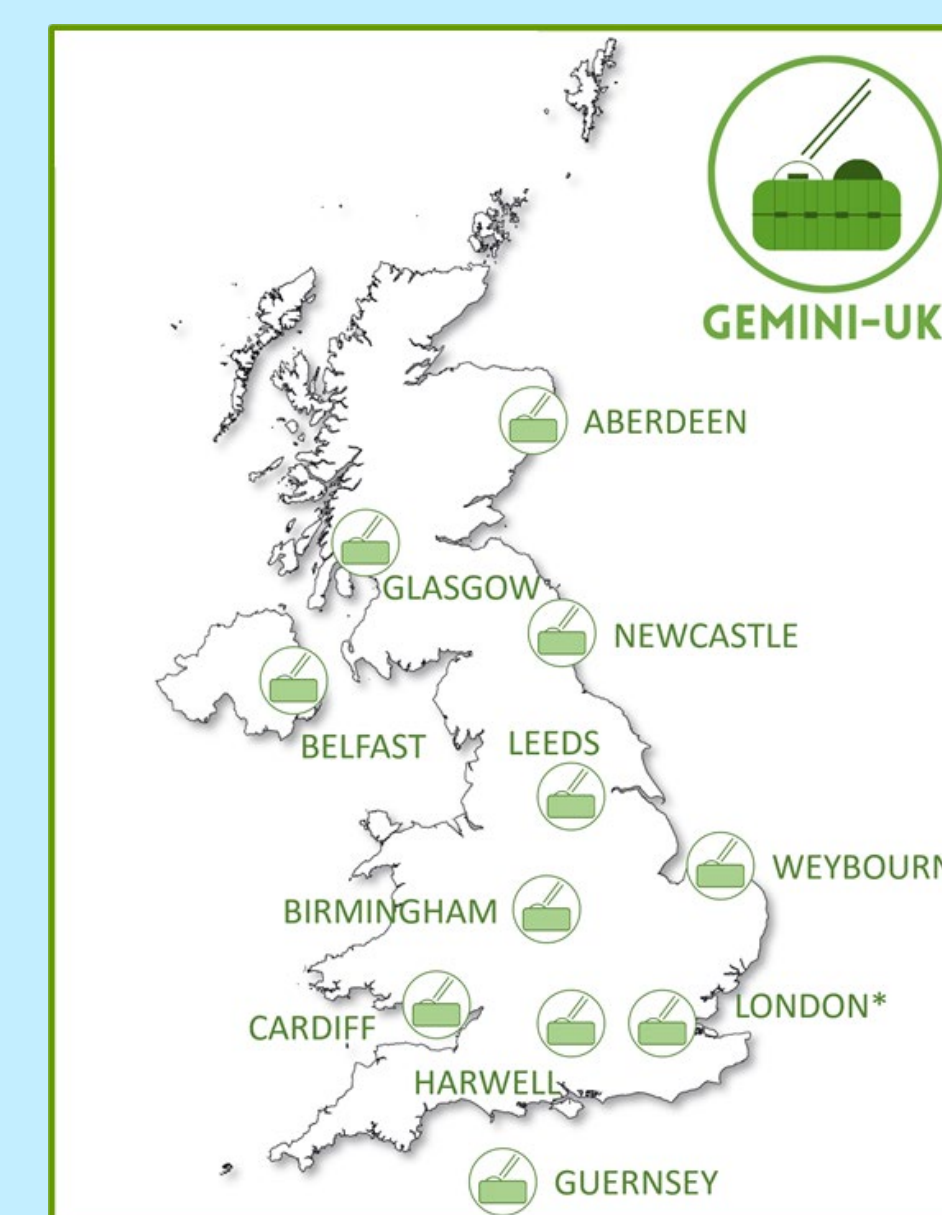 GEMINI-UK
ABERDEEN
GLASGOW
NEWCASTLE
BELFAST
LEEDS
WEYBOURN
BIRMINGHAM
LONDON*
CARDIFF
HARWELL
GUERNSEY